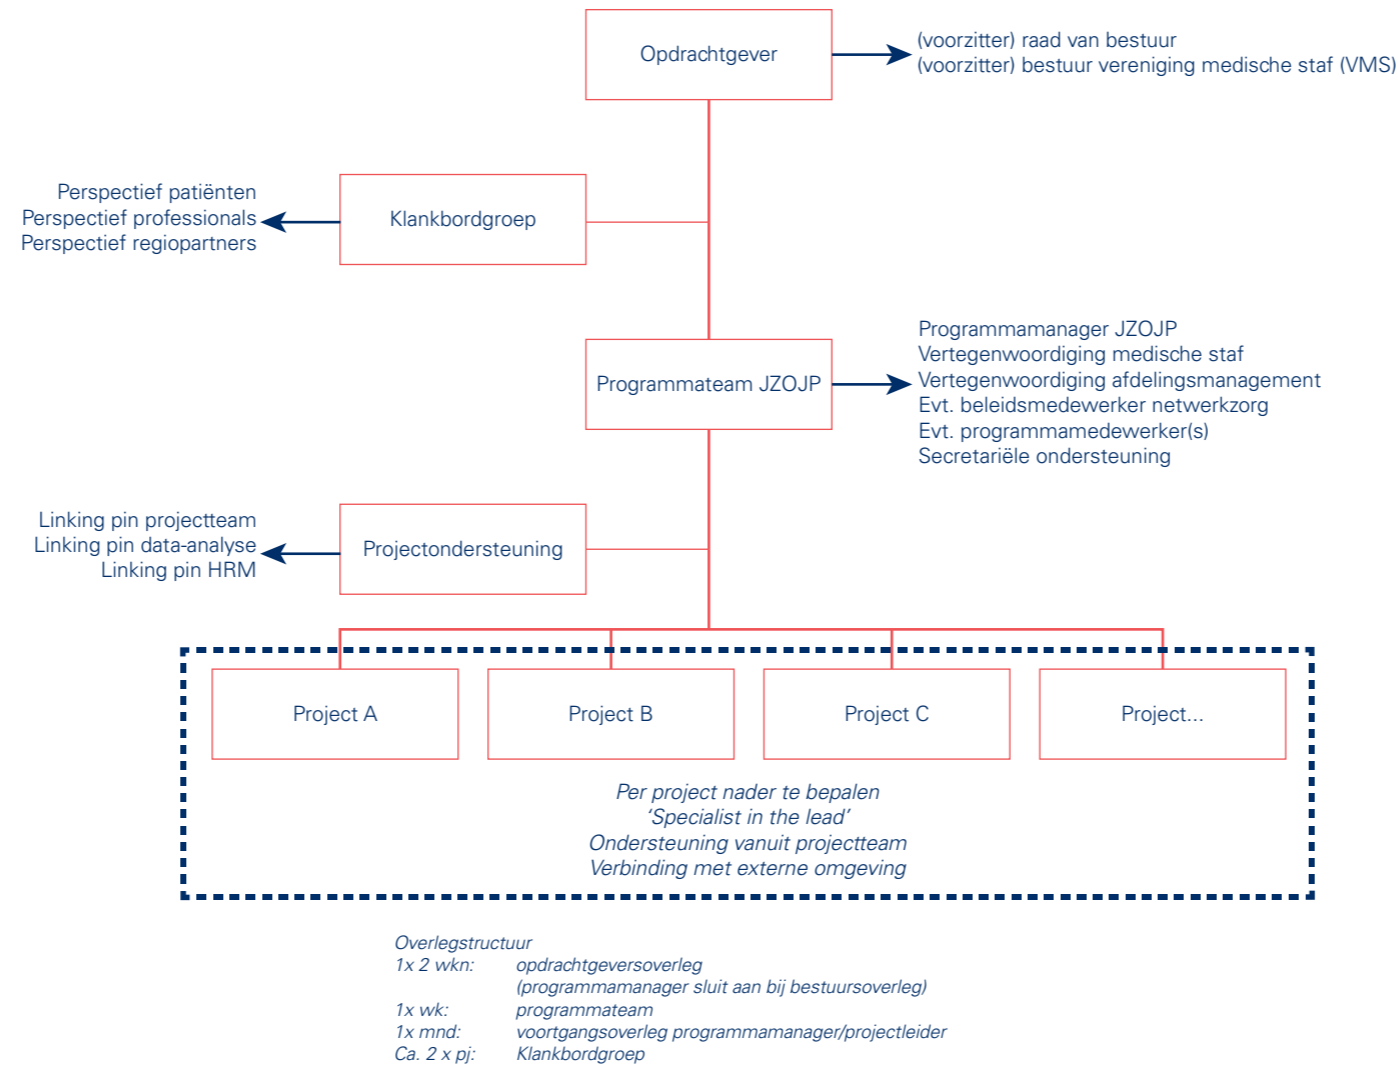 Opdrachtgever
(voorzitter) raad van bestuur
(voorzitter) bestuur vereniging medische staf (VMS)
Perspectief patiënten
Perspectief professionals
Perspectief regiopartners
Klankbordgroep
Programmateam JZOJP
Programmamanager JZOJP
Vertegenwoordiging medische staf
Vertegenwoordiging afdelingsmanagement
Evt. beleidsmedewerker netwerkzorg
Evt. programmamedewerker(s)
Secretariële ondersteuning
Linking pin projectteam
Linking pin data-analyse
Linking pin HRM
Projectondersteuning
Project A
Project B
Project C
Project...
Per project nader te bepalen
‘Specialist in the lead’
Ondersteuning vanuit projectteam
Verbinding met externe omgeving
Overlegstructuur
1x 2 wkn: opdrachtgeversoverleg
(programmamanager sluit aan bij bestuursoverleg)
1x wk: programmateam
1x mnd: voortgangsoverleg programmamanager/projectleider
Ca. 2 x pj: Klankbordgroep